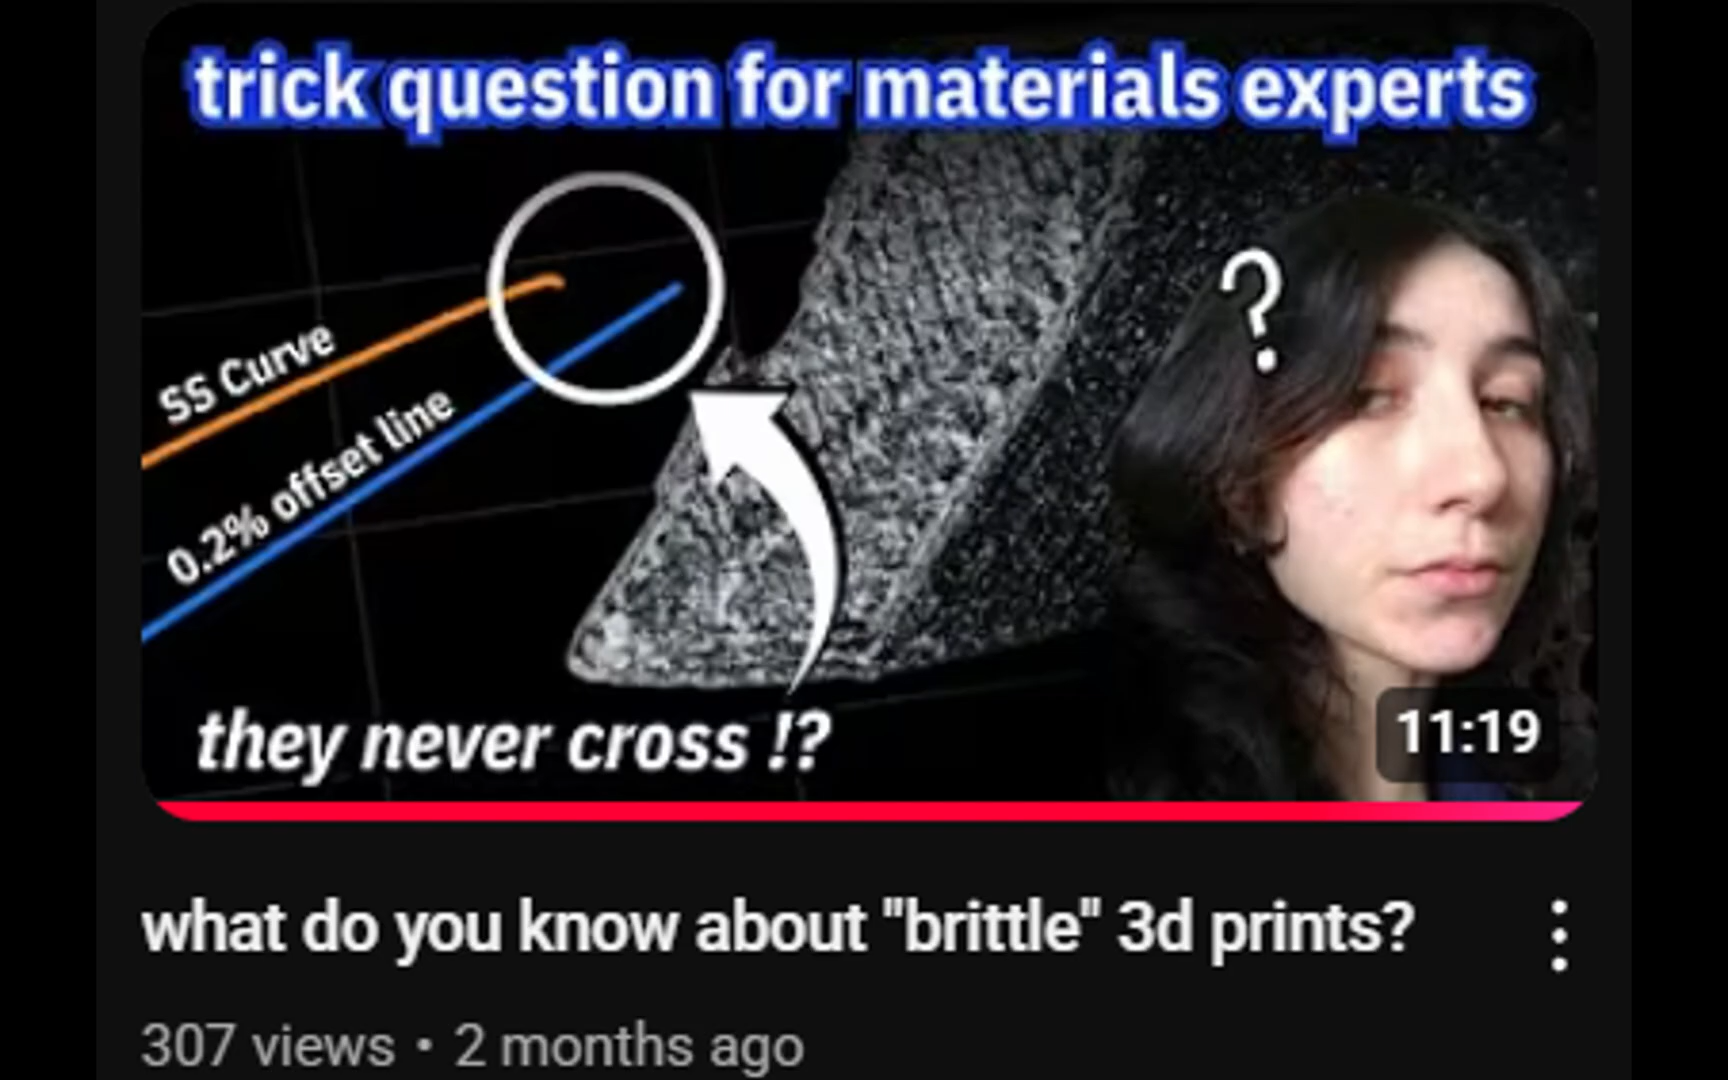 trick question for materials experts
?
SS Curve
0.2% offset line
they never cross !?
11:19
what do you know about "brittle" 3d prints?
307 views • 2 months ago